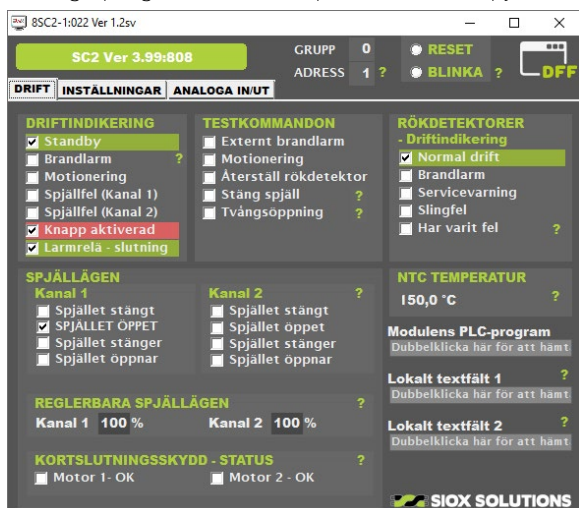 8SC2-1:022 Ver 1.2sv
SC2 Ver 3.99:808
GRUPP 0
ADRESS 1 ?
RESET
BLINKA ?
DFF
DRIFT INSTÄLLNINGAR ANALOGA IN/UT
DRIFTINDIKERING
Standby
Brandlarm ?
Motionering
Spjällfel (Kanal 1)
Spjällfel (Kanal 2)
Knapp aktiverad
Larmrelä - slutning
TESTKOMMANDON
Externt brandlarm
Motionering
Återställ rökdetektor
Stäng spjäll ?
Tvångsöppning ?
RÖKDETEKTORER
- Driftindikering
Normal drift
Brandlarm
Servicevarning
Slingfel
Har varit fel ?
SPJÄLLÄGEN
Kanal 1
Spjället stängt
SPJÄLLET ÖPPET
Spjället stänger
Spjället öppnar
Kanal 2 ?
Spjället stängt
Spjället öppet
Spjället stänger
Spjället öppnar
NTC TEMPERATUR
150,0 °C ?
Modulens PLC-program
Dubbelklicka här för att hämt
Lokalt textfält 1 ?
Dubbelklicka här för att hämt
Lokalt textfält 2 ?
Dubbelklicka här för att hämt
REGLERBARA SPJÄLLÄGEN ?
Kanal 1 100 % Kanal 2 100 %
KORTSLUTNINGSSKYDD - STATUS ?
Motor 1- OK Motor 2 - OK
SIOX SOLUTIONS